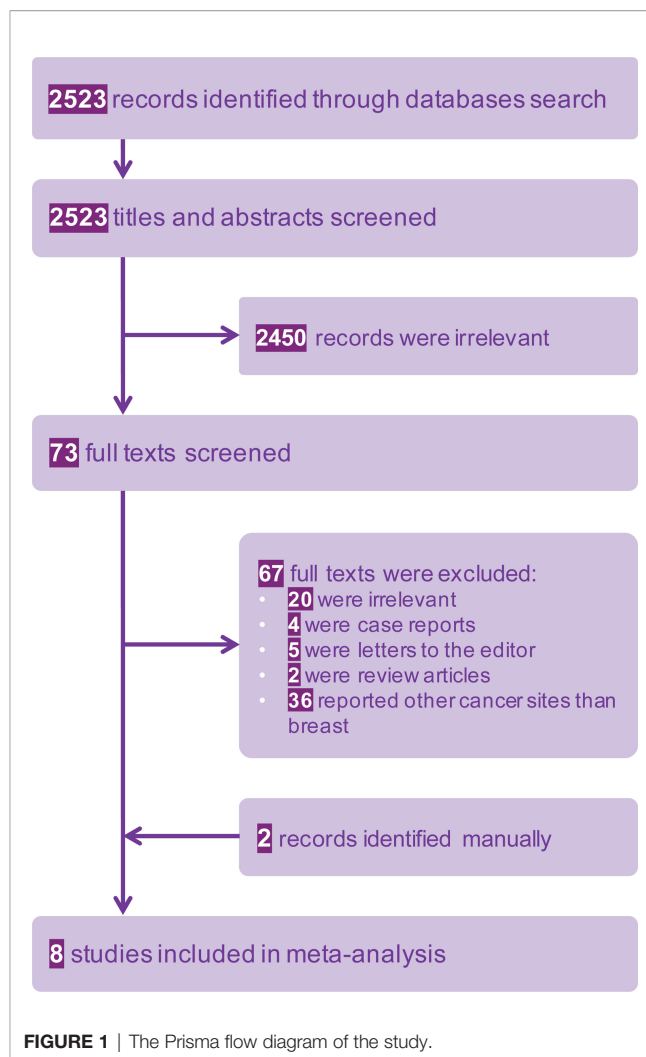 2523 records identified through databases search
2523 titles and abstracts screened
2450 records were irrelevant
73 full texts screened
67 full texts were excluded:
• 20 were irrelevant
• 4 were case reports
• 5 were letters to the editor
• 2 were review articles
• 36 reported other cancer sites than
breast
2 records identified manually
8 studies included in meta-analysis
FIGURE 1 | The Prisma flow diagram of the study.